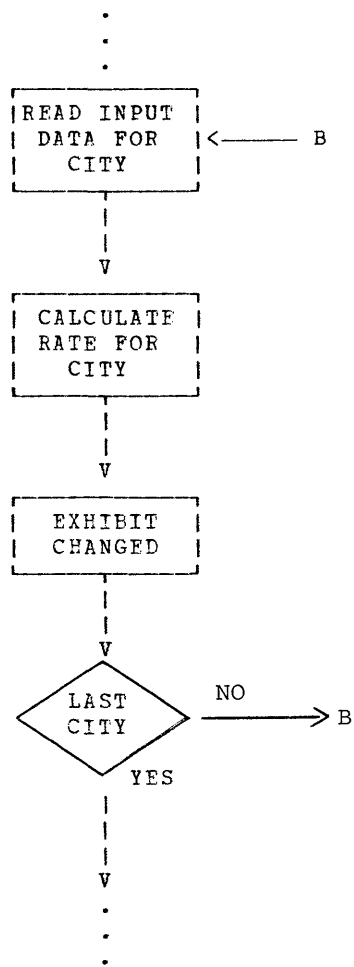 READ INPUT
DATA FOR
CITY
B
CALCULATE
RATE FOR
CITY
EXHIBIT
CHANGED
LAST
CITY
NO
B
YES